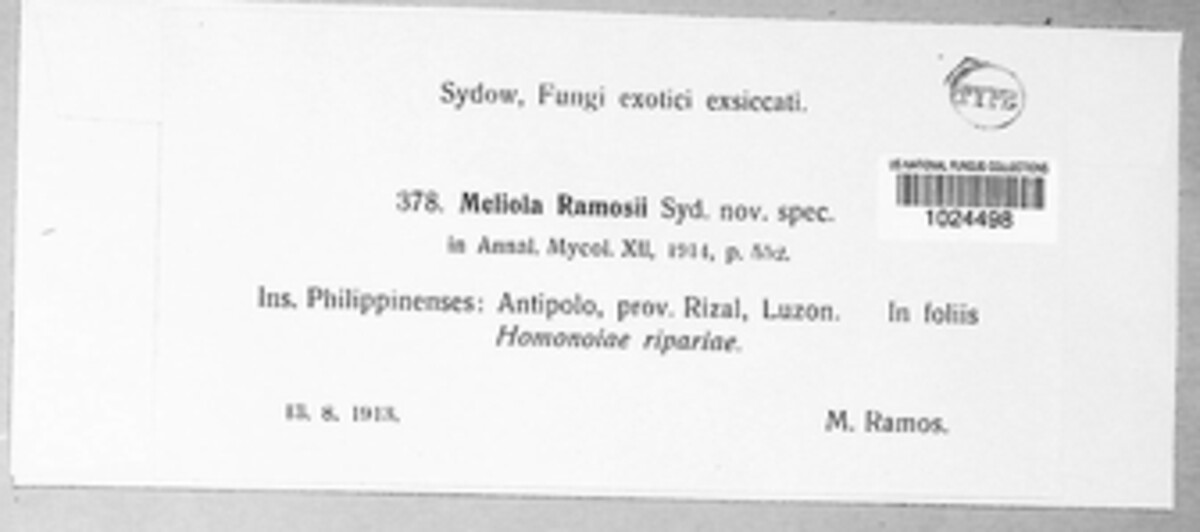 Sydow, Fungi exotici exsiccati.
TYPE
US NATIONAL FUNGUS COLLECTIONS
1024498
378. Meliola Ramosii Syd. nov. spec.
in Annal. Mycol. XII, 1914, p.
Ins. Philippinenses: Antipolo, prov. Rizal, Luzon. In foliis
Homonoiae ripariae.
8. 1913.
M. Ramos.